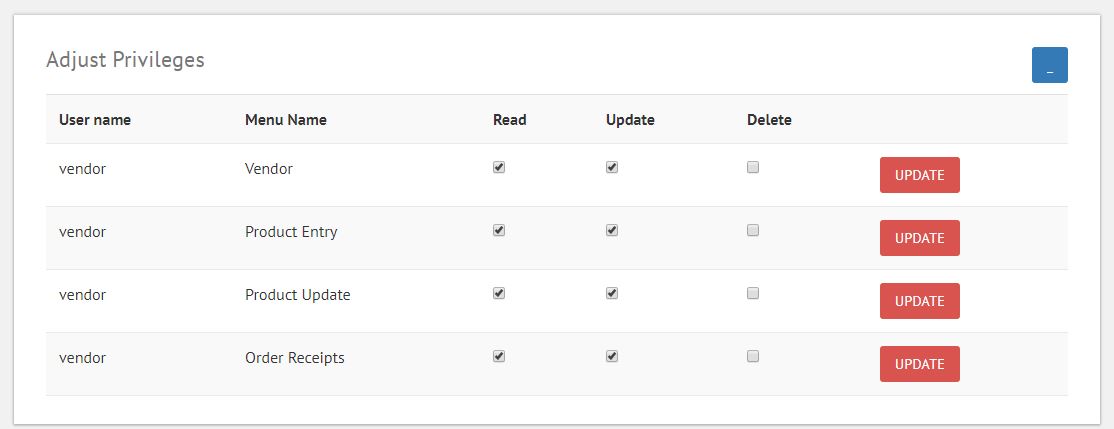 Adjust Privileges
_
User name Menu Name Read Update Delete
vendor Vendor UPDATE
vendor Product Entry UPDATE
vendor Product Update UPDATE
vendor Order Receipts UPDATE